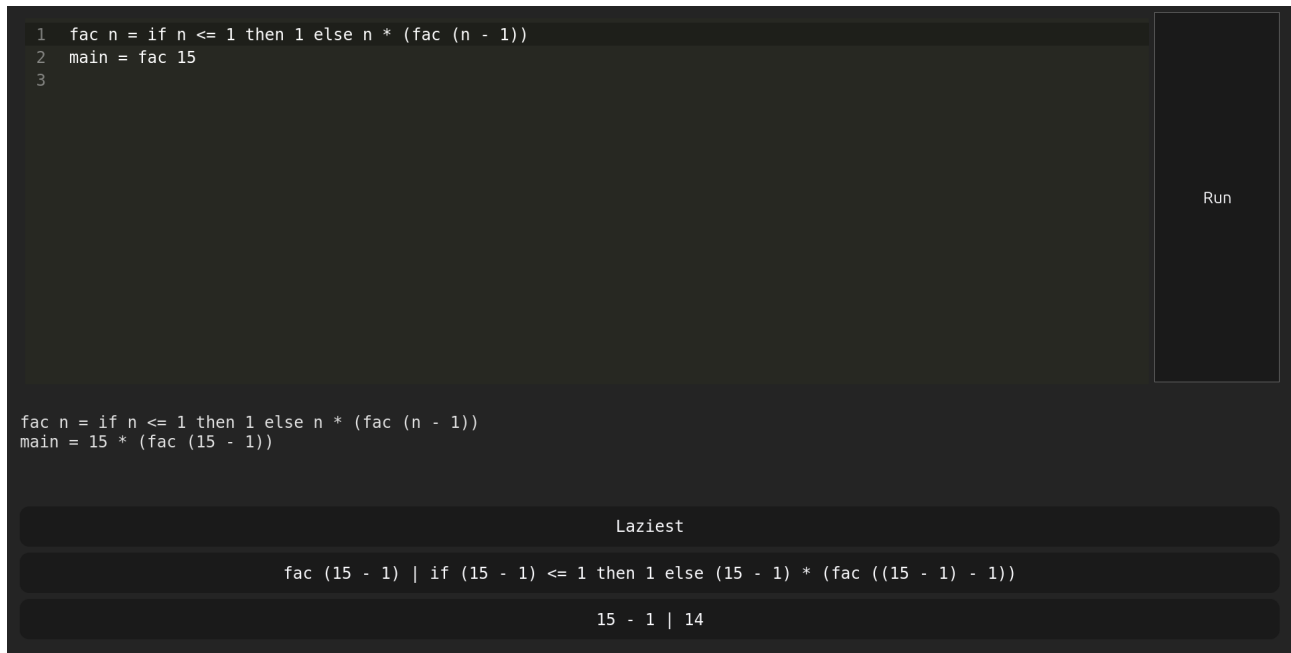 1 fac n = if n <= 1 then 1 else n * (fac (n - 1))
2 main = fac 15
3
Run
fac n = if n <= 1 then 1 else n * (fac (n - 1))
main = 15 * (fac (15 - 1))
Laziest
fac (15 - 1) | if (15 - 1) <= 1 then 1 else (15 - 1) * (fac ((15 - 1) - 1))
15 - 1 | 14